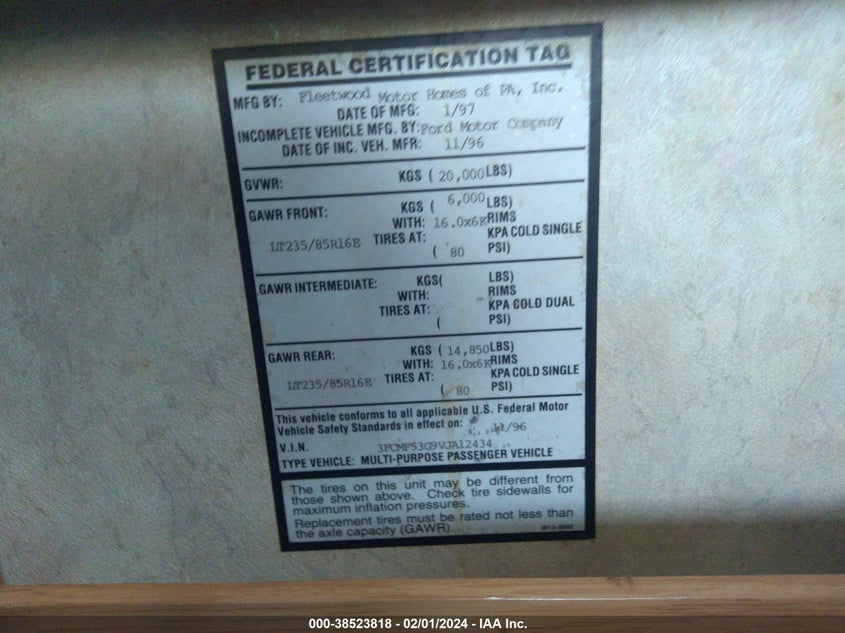 FEDERAL CERTIFICATION TAG
MFG BY: Fleetwood Motor Homes of PA, Inc.
DATE OF MFG: 1/97
INCOMPLETE VEHICLE MFG. BY: Ford Motor Company
DATE OF INC. VEH. MFR: 11/96
GVWR: KGS ( 20,000 LBS)
GAWR FRONT: KGS ( 6,000 LBS)
WITH: 16.0x6K RIMS
LT235/85R16E TIRES AT: KPA COLD SINGLE
( 80 PSI)
GAWR INTERMEDIATE: KGS( LBS)
WITH: RIMS
TIRES AT: KPA COLD DUAL
( PSI)
GAWR REAR: KGS ( 14,850 LBS)
WITH: 16.0x6K RIMS
LT235/85R16E TIRES AT: KPA COLD SINGLE
( 80 PSI)
This vehicle conforms to all applicable U.S. Federal Motor
Vehicle Safety Standards in effect on: 11/96
V.I.N. 3FCMF53G9VJA12434
TYPE VEHICLE: MULTI-PURPOSE PASSENGER VEHICLE
The tires on this unit may be different from
those shown above. Check tire sidewalls for
maximum inflation pressures.
Replacement tires must be rated not less than
the axle capacity (GAWR).
000-38523818 - 02/01/2024 - IAA Inc.